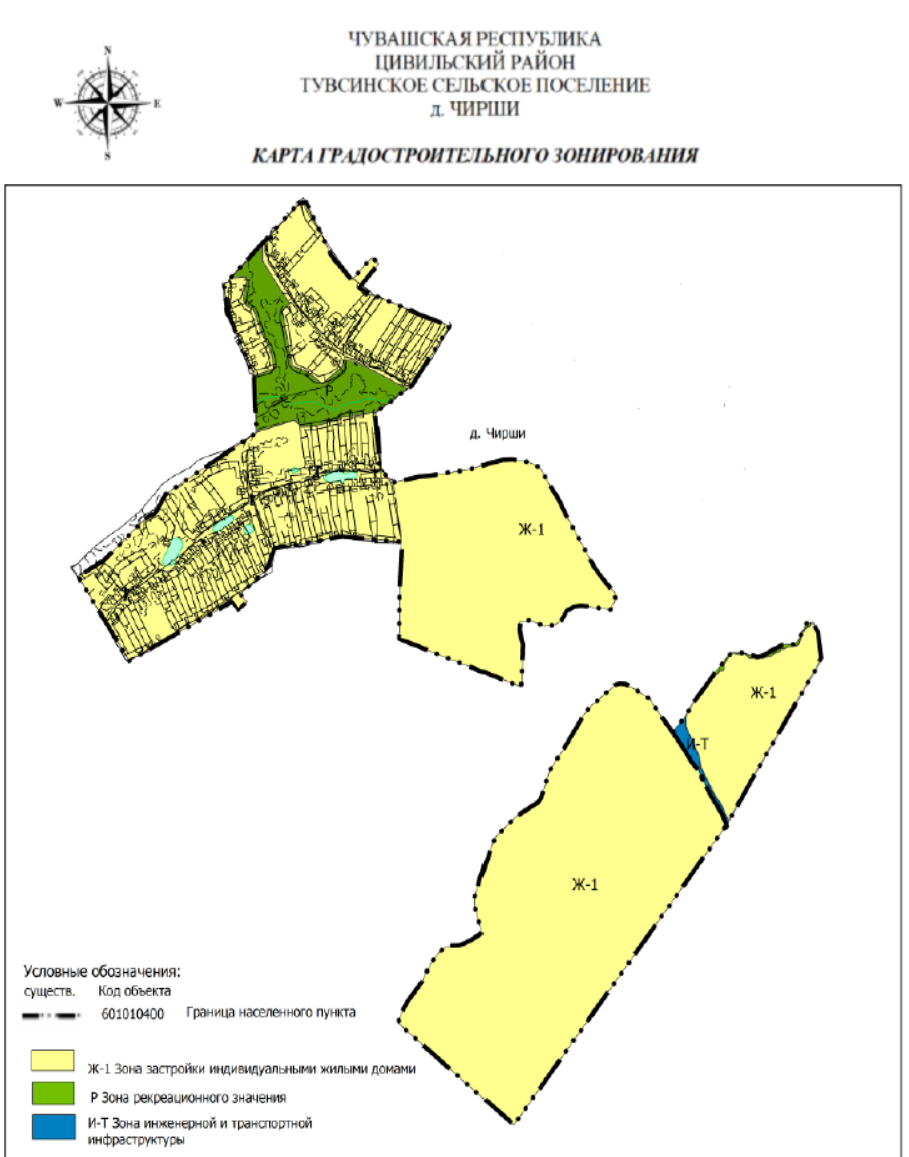 N
W
E
S
ЧУВАШСКАЯ РЕСПУБЛИКА
ЦИВИЛЬСКИЙ РАЙОН
ТУВСИНСКОЕ СЕЛЬСКОЕ ПОСЕЛЕНИЕ
д. ЧИРШИ
КАРТА ГРАДОСТРОИТЕЛЬНОГО ЗОНИРОВАНИЯ
Р
д. Чирши
Ж-1
Ж-1
И-Т
Ж-1
Условные обозначения:
существ. Код объекта
601010400 Граница населенного пункта
Ж-1 Зона застройки индивидуальными жилыми домами
Р Зона рекреационного значения
И-Т Зона инженерной и транспортной
инфраструктуры